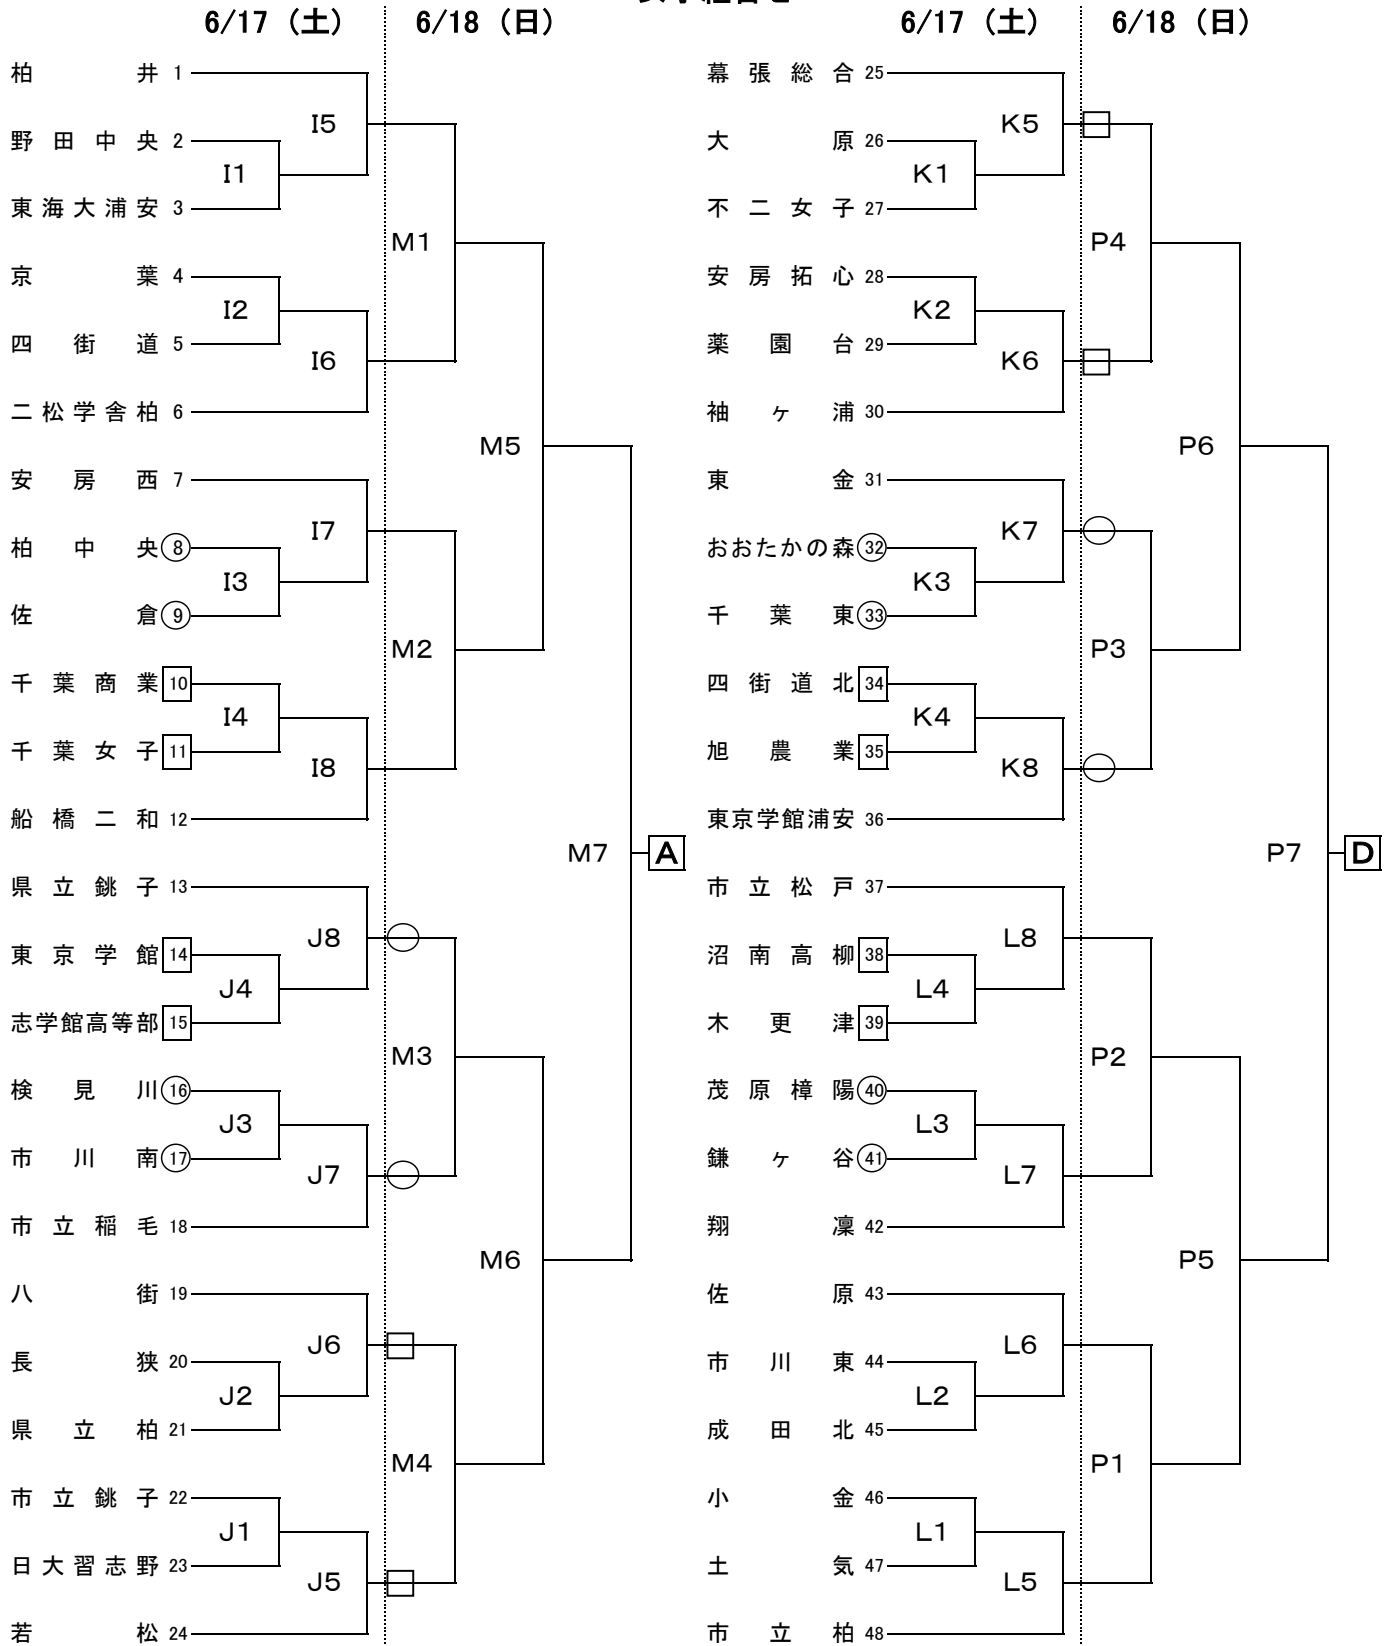 6/17（土） 6/18（日）
柏井 1
野田中央 2
東海大浦安 3
京葉 4
四街道 5
二松学舎柏 6
安房西 7
柏中央 8
佐倉 9
千葉商業 10
千葉女子 11
船橋二和 12
県立銚子 13
東京学館 14
志学館高等部 15
検見川 16
市川南 17
市立稲毛 18
八街 19
長狭 20
県立柏 21
市立銚子 22
日大習志野 23
若松 24
I5
I1
M1
I2
I6
M5
I7
I3
M2
I4
I8
M7 A
J8
J4
M3
J3
J7
M6
J6
J2
M4
J1
J5
6/17（土） 6/18（日）
幕張総合 25
大原 26
不二女子 27
安房拓心 28
薬園台 29
袖ヶ浦 30
東金 31
おおたかの森 32
千葉東 33
四街道北 34
旭農業 35
東京学館浦安 36
市立松戸 37
沼南高柳 38
木更津 39
茂原樟陽 40
鎌ヶ谷 41
翔凜 42
佐原 43
市川東 44
成田北 45
小金 46
土気 47
市立柏 48
K5
K1
P4
K2
K6
P6
K7
K3
P3
K4
K8
P7 D
L8
L4
P2
L3
L7
P5
L6
L2
P1
L1
L5